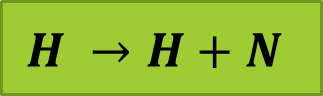 H → H + N